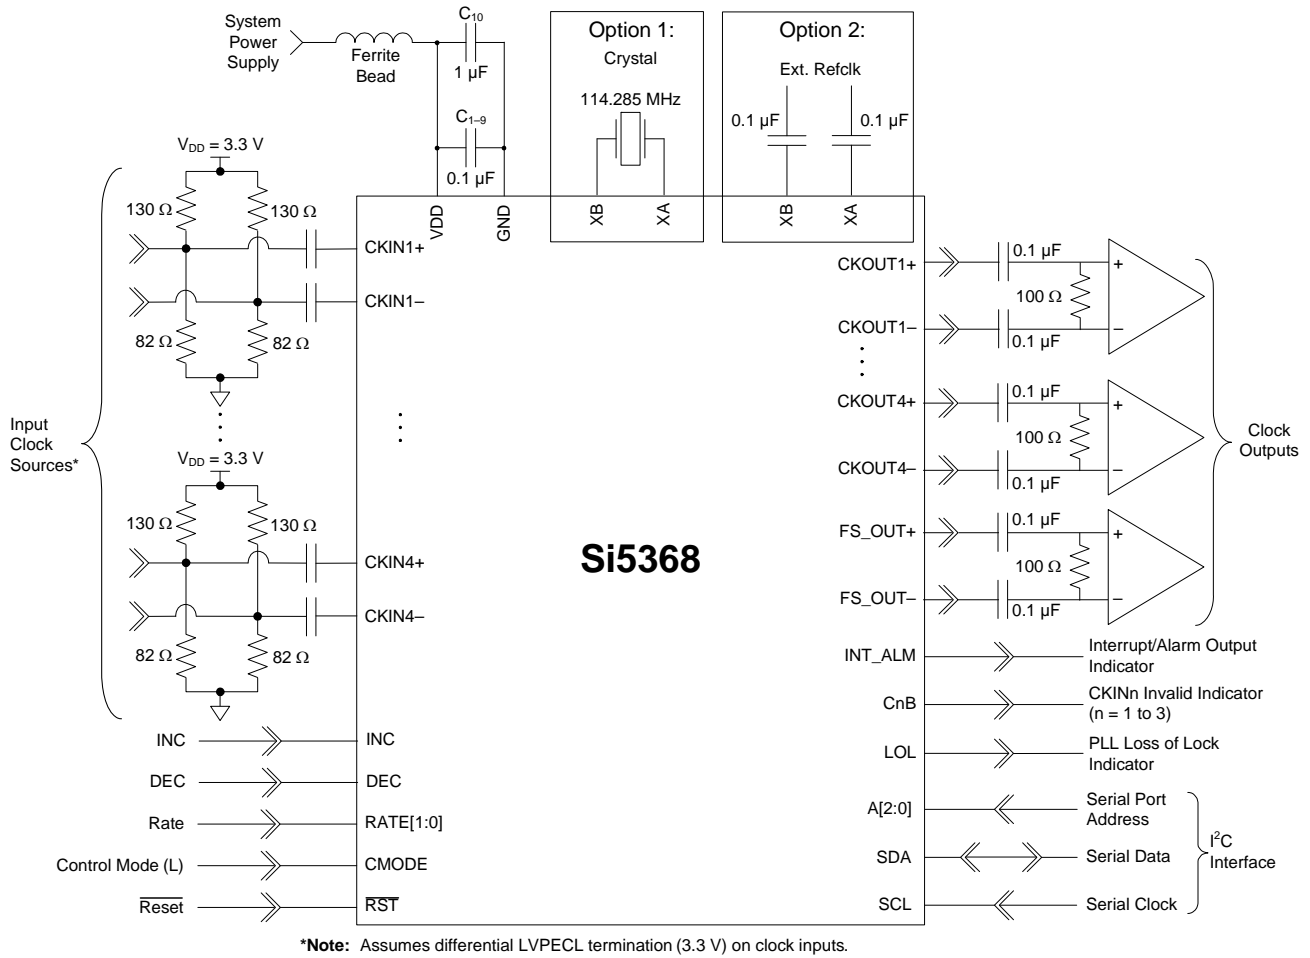 System
Power
Supply
Ferrite
Bead
C10
1 µF
C1–9
0.1 µF
Option 1:
Crystal
114.285 MHz
XB
XA
Option 2:
Ext. Refclk
0.1 µF
0.1 µF
XB
XA
VDD
GND
VDD = 3.3 V
130 Ω
130 Ω
82 Ω
82 Ω
CKIN1+
CKIN1–
Input
Clock
Sources*
VDD = 3.3 V
130 Ω
130 Ω
82 Ω
82 Ω
CKIN4+
CKIN4–
INC
INC
DEC
DEC
Rate
RATE[1:0]
Control Mode (L)
CMODE
Reset
RST
Si5368
CKOUT1+
0.1 µF
+
100 Ω
CKOUT1–
0.1 µF
–
CKOUT4+
0.1 µF
+
100 Ω
CKOUT4–
0.1 µF
–
FS_OUT+
0.1 µF
+
100 Ω
FS_OUT–
0.1 µF
–
Clock
Outputs
INT_ALM
Interrupt/Alarm Output
Indicator
CnB
CKINn Invalid Indicator
(n = 1 to 3)
LOL
PLL Loss of Lock
Indicator
A[2:0]
Serial Port
Address
SDA
Serial Data
SCL
Serial Clock
I²C
Interface
*Note: Assumes differential LVPECL termination (3.3 V) on clock inputs.